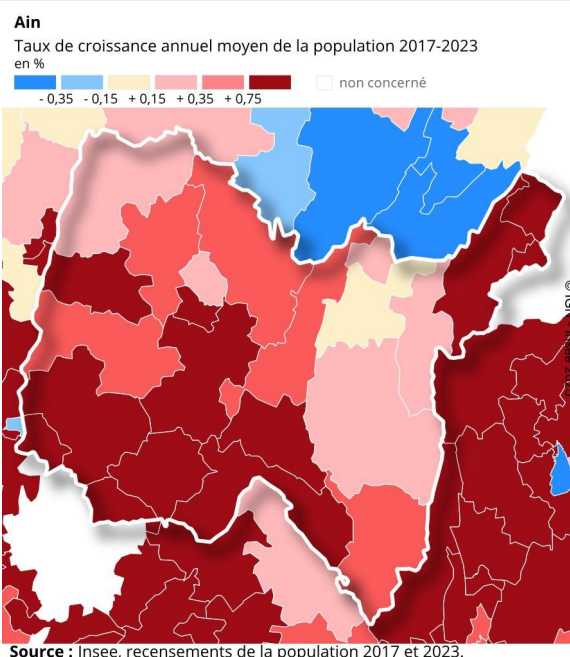 Ain
Taux de croissance annuel moyen de la population 2017-2023
en %
- 0,35 - 0,15 + 0,15 + 0,35 + 0,75
non concerné
Source : Insee, recensements de la population 2017 et 2023.